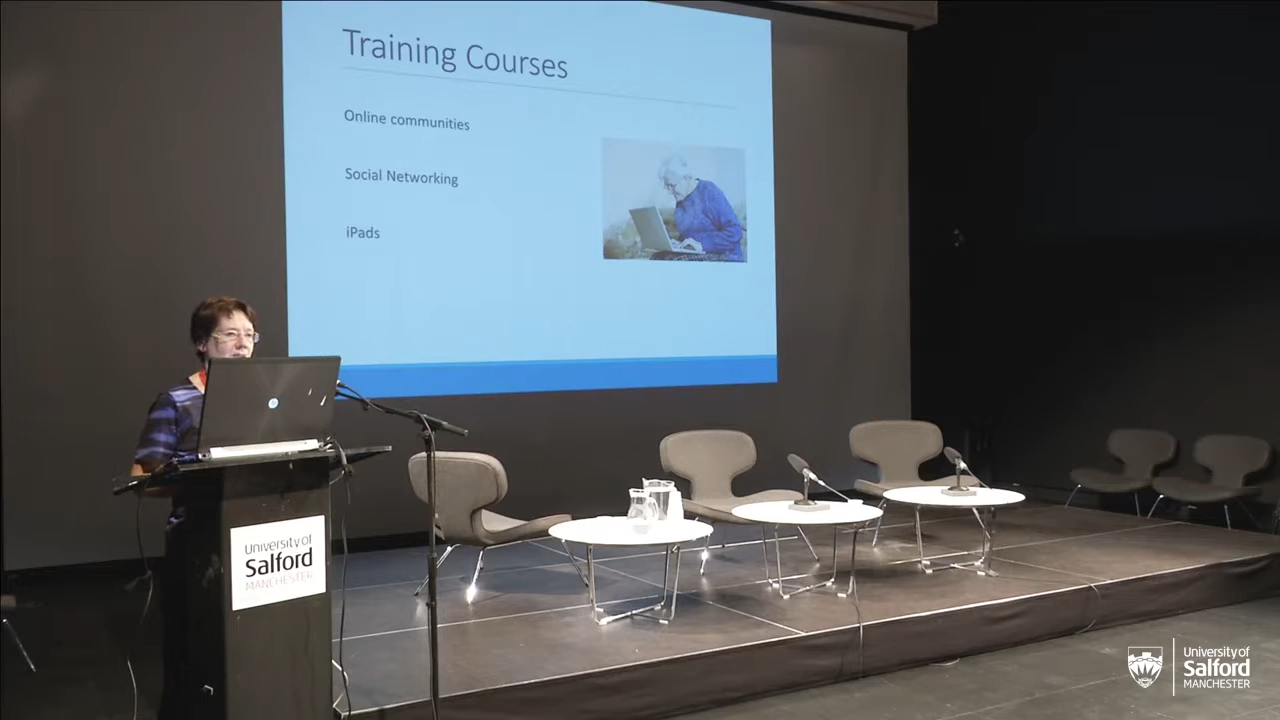 Training Courses
Online communities
Social Networking
iPads
University of
Salford
MANCHESTER
University of
Salford
MANCHESTER